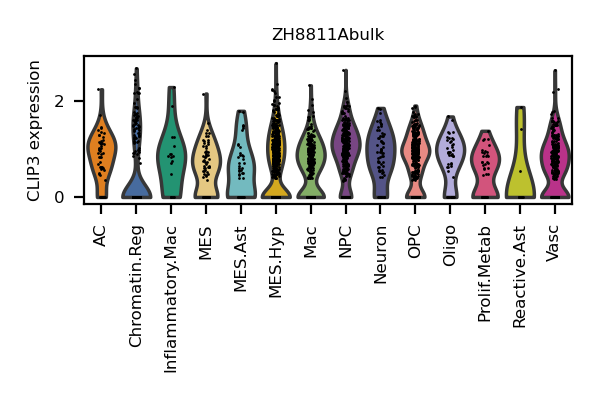 ZH8811Abulk
CLIP3 expression
2
0
AC
Chromatin.Reg
Inflammatory.Mac
MES
MES.Ast
MES.Hyp
Mac
NPC
Neuron
OPC
Oligo
Prolif.Metab
Reactive.Ast
Vasc